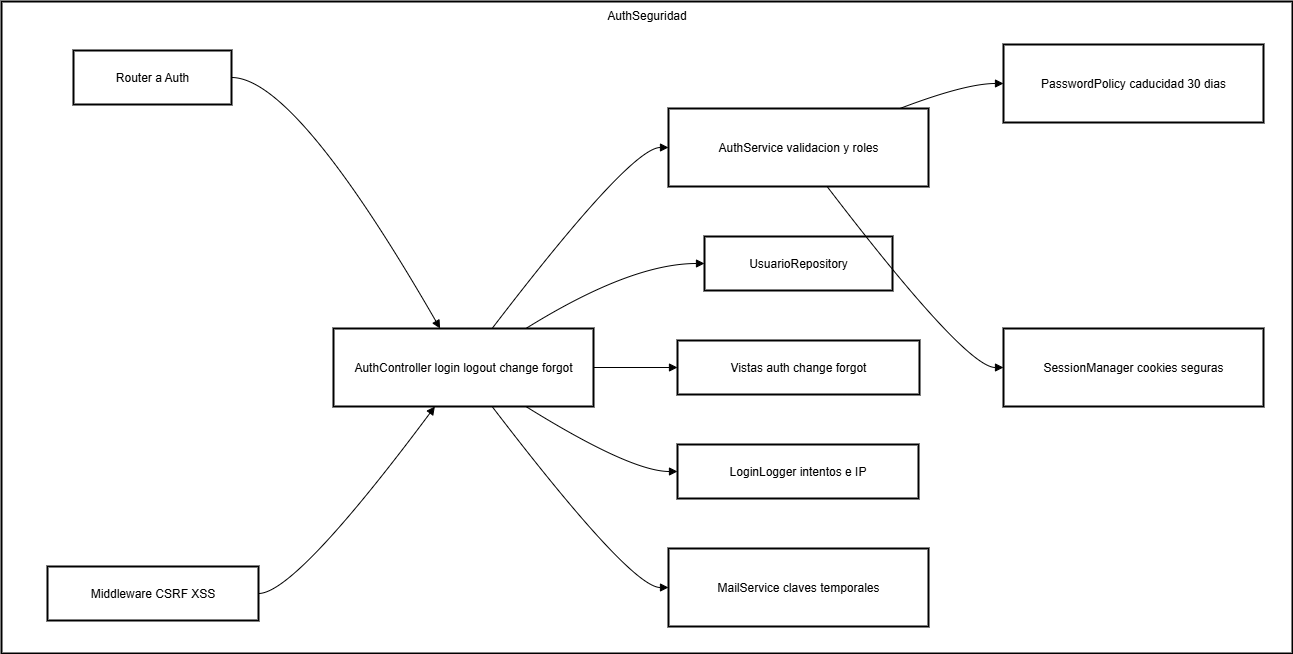 AuthSeguridad
Router a Auth
PasswordPolicy caducidad 30 dias
AuthService validacion y roles
UsuarioRepository
AuthController login logout change forgot
Vistas auth change forgot
SessionManager cookies seguras
LoginLogger intentos e IP
Middleware CSRF XSS
MailService claves temporales